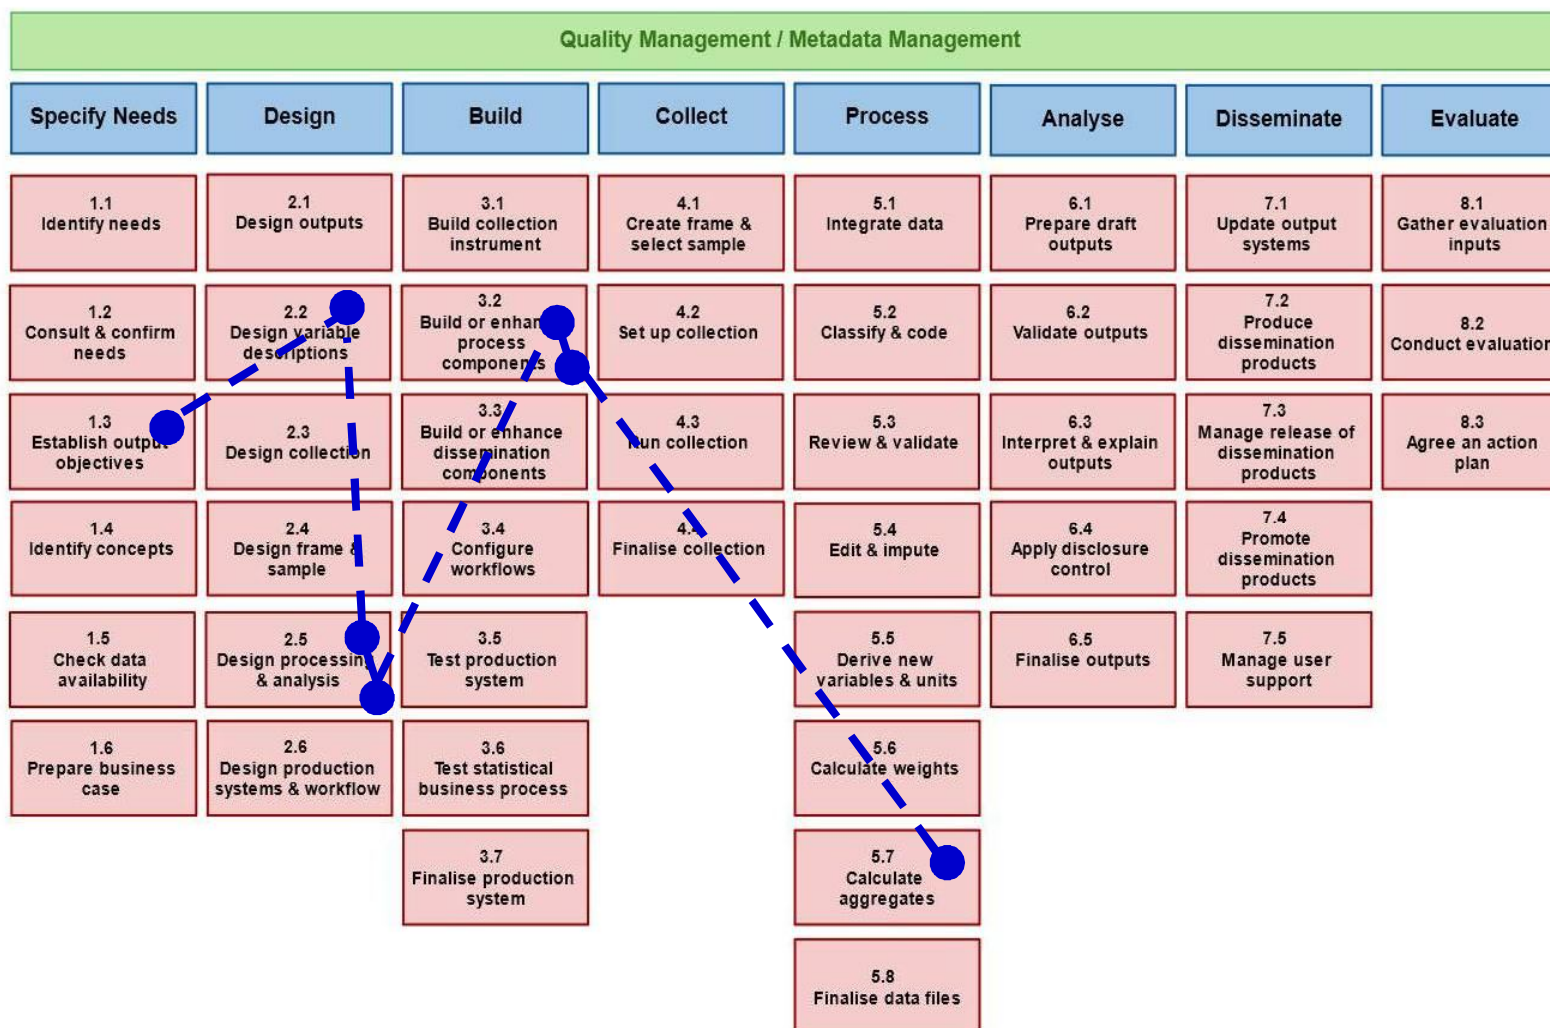 Quality Management / Metadata Management
Specify Needs
Design
Build
Collect
Process
Analyse
Disseminate
Evaluate
1.1
Identify needs
2.1
Design outputs
3.1
Build collection
instrument
4.1
Create frame &
select sample
5.1
Integrate data
6.1
Prepare draft
outputs
7.1
Update output
systems
8.1
Gather evaluation
inputs
1.2
Consult & confirm
needs
2.2
Design variable
descriptions
3.2
Build or enhance
process
components
4.2
Set up collection
5.2
Classify & code
6.2
Validate outputs
7.2
Produce
dissemination
products
8.2
Conduct evaluation
1.3
Establish output
objectives
2.3
Design collection
3.3
Build or enhance
dissemination
components
4.3
Run collection
5.3
Review & validate
6.3
Interpret & explain
outputs
7.3
Manage release of
dissemination
products
8.3
Agree an action
plan
1.4
Identify concepts
2.4
Design frame &
sample
3.4
Configure
workflows
4.4
Finalise collection
5.4
Edit & impute
6.4
Apply disclosure
control
7.4
Promote
dissemination
products
1.5
Check data
availability
2.5
Design processing
& analysis
3.5
Test production
system
5.5
Derive new
variables & units
6.5
Finalise outputs
7.5
Manage user
support
1.6
Prepare business
case
2.6
Design production
systems & workflow
3.6
Test statistical
business process
5.6
Calculate weights
3.7
Finalise production
system
5.7
Calculate
aggregates
5.8
Finalise data files